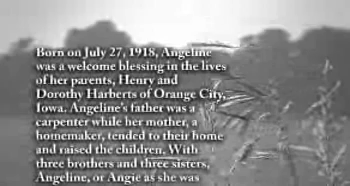 Born on July 27, 1918, Angeline
was a welcome blessing in the lives
of her parents, Henry and
Dorothy Harberts of Orange City,
Iowa. Angeline's father was a
carpenter while her mother, a
homemaker, tended to their home
and raised the children. With
three brothers and three sisters,
Angeline, or Angie as she was